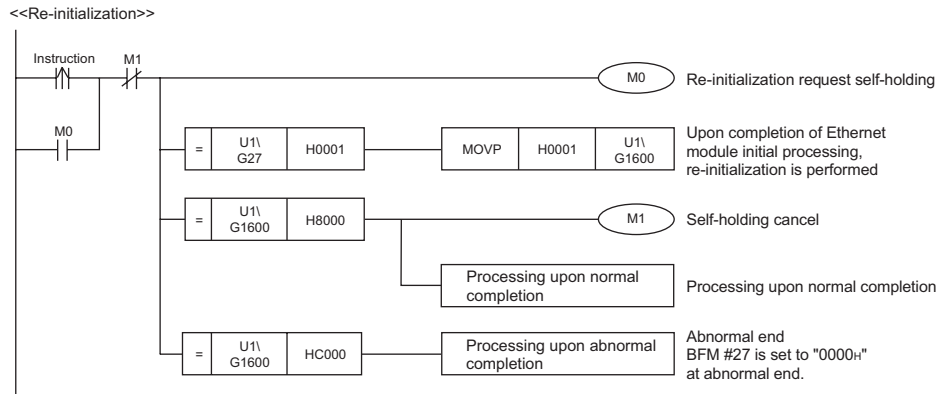 <<Re-initialization>>
Instruction
M1
M0
Re-initialization request self-holding
M0
= U1\ G27 H0001
MOVP H0001 U1\ G1600
Upon completion of Ethernet
module initial processing,
re-initialization is performed
= U1\ G1600 H8000
M1
Self-holding cancel
Processing upon normal
completion
Processing upon normal completion
= U1\ G1600 HC000
Processing upon abnormal
completion
Abnormal end
BFM #27 is set to "0000H"
at abnormal end.